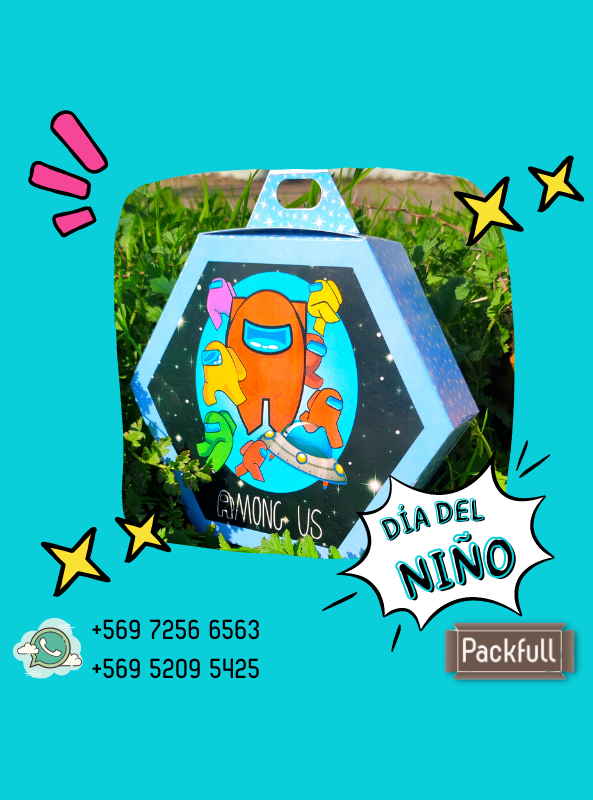 AMONG US
DÍA DEL
NIÑO
+569 7256 6563
+569 5209 5425
Packfull